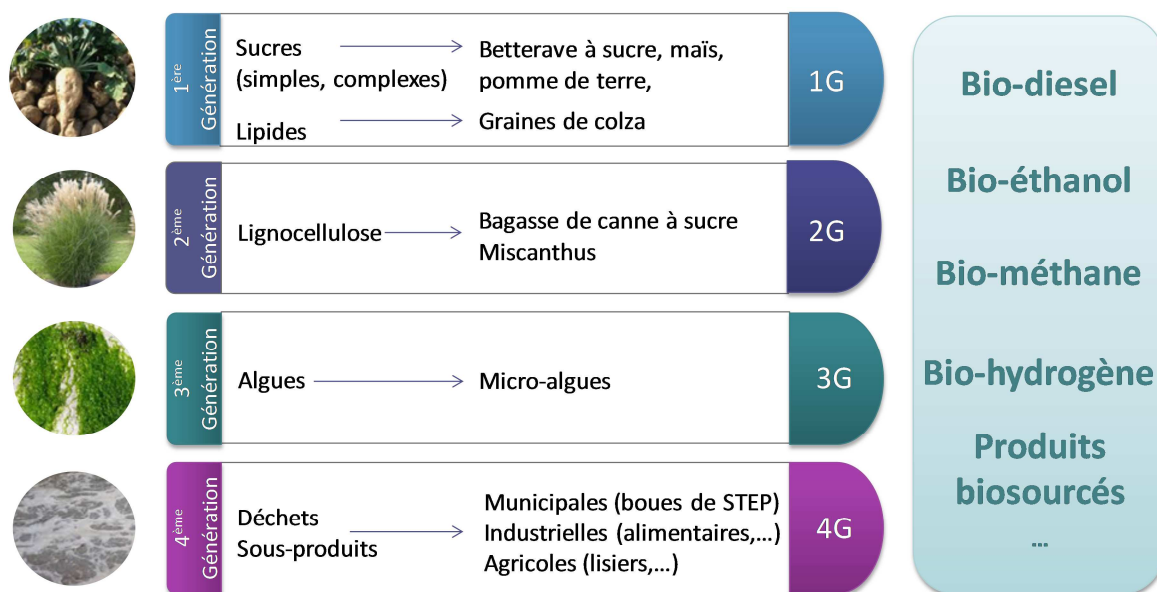 1ère
Génération
Sucres
(simples, complexes)
Betterave à sucre, maïs,
pomme de terre,
Lipides
Graines de colza
1G
2ème
Génération
Lignocellulose
Bagasse de canne à sucre
Miscanthus
2G
3ème
Génération
Algues
Micro-algues
3G
4ème
Génération
Déchets
Sous-produits
Municipales (boues de STEP)
Industrielles (alimentaires,...)
Agricoles (lisiers,...)
4G
Bio-diesel
Bio-éthanol
Bio-méthane
Bio-hydrogène
Produits
biosourcés
...